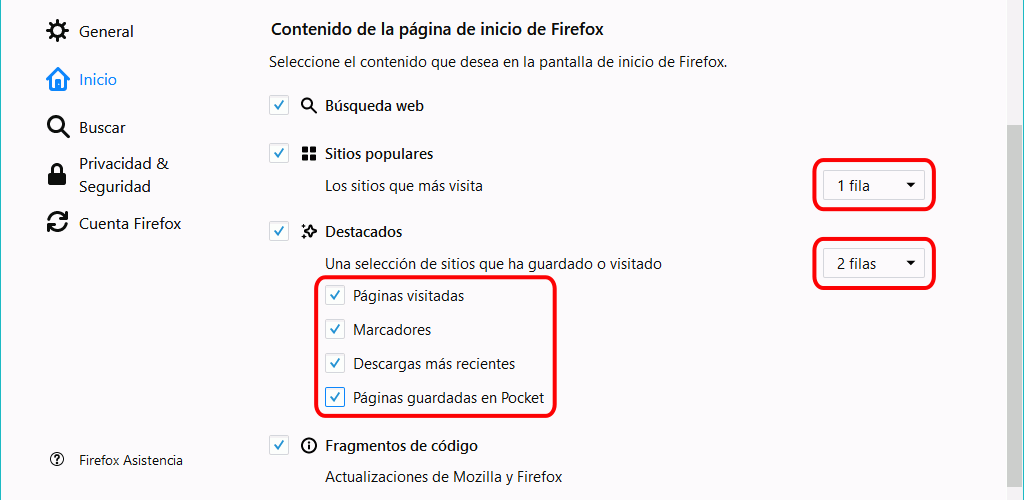 General
Inicio
Buscar
Privacidad &
Seguridad
Cuenta Firefox
Firefox Asistencia
Contenido de la página de inicio de Firefox
Seleccione el contenido que desea en la pantalla de inicio de Firefox.
Búsqueda web
Sitios populares
Los sitios que más visita
1 fila
Destacados
Una selección de sitios que ha guardado o visitado
2 filas
Páginas visitadas
Marcadores
Descargas más recientes
Páginas guardadas en Pocket
Fragmentos de código
Actualizaciones de Mozilla y Firefox